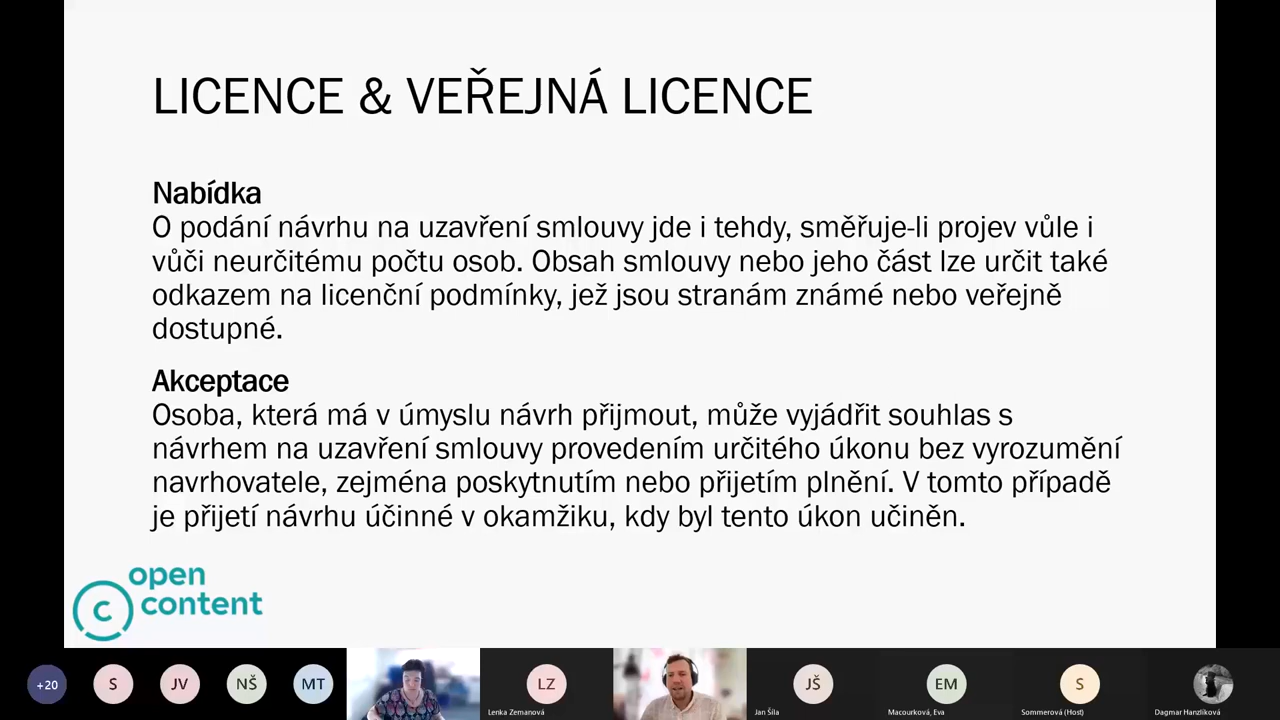 LICENCE & VEŘEJNÁ LICENCE
Nabídka
O podání návrhu na uzavření smlouvy jde i tehdy, směřuje-li projev vůle i
vůči neurčitému počtu osob. Obsah smlouvy nebo jeho část lze určit také
odkazem na licenční podmínky, jež jsou stranám známé nebo veřejně
dostupné.
Akceptace
Osoba, která má v úmyslu návrh přijmout, může vyjádřit souhlas s
návrhem na uzavření smlouvy provedením určitého úkonu bez vyrozumění
navrhovatele, zejména poskytnutím nebo přijetím plnění. V tomto případě
je přijetí návrhu účinné v okamžiku, kdy byl tento úkon učiněn.
open
c content
+20 S JV NŠ MT LZ JŠ EM S
Lenka Zemanová Jan Šíla Macourková, Eva Sommerová (Host) Dagmar Hanzlíková